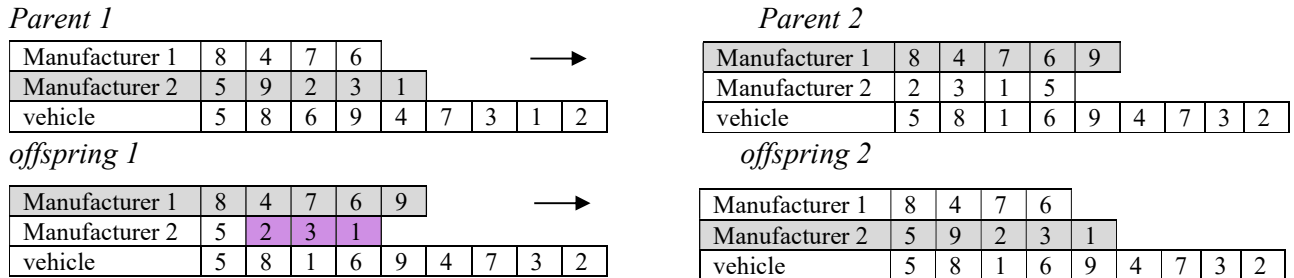 Parent 1 Parent 2
Manufacturer 1 8 4 7 6
Manufacturer 2 5 9 2 3 1
vehicle 5 8 6 9 4 7 3 1 2
Manufacturer 1 8 4 7 6 9
Manufacturer 2 2 3 1 5
vehicle 5 8 1 6 9 4 7 3 2
offspring 1 offspring 2
Manufacturer 1 8 4 7 6 9
Manufacturer 2 5 2 3 1
vehicle 5 8 1 6 9 4 7 3 2
Manufacturer 1 8 4 7 6
Manufacturer 2 5 9 2 3 1
vehicle 5 8 1 6 9 4 7 3 2